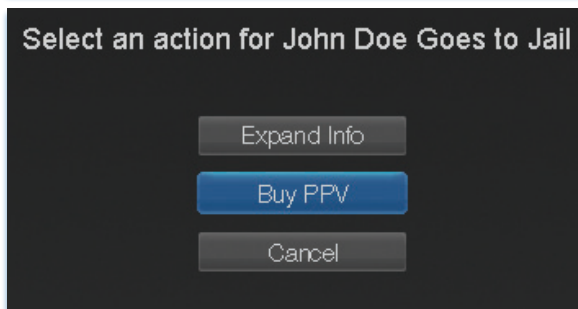 Select an action for John Doe Goes to Jail
Expand Info
Buy PPV
Cancel